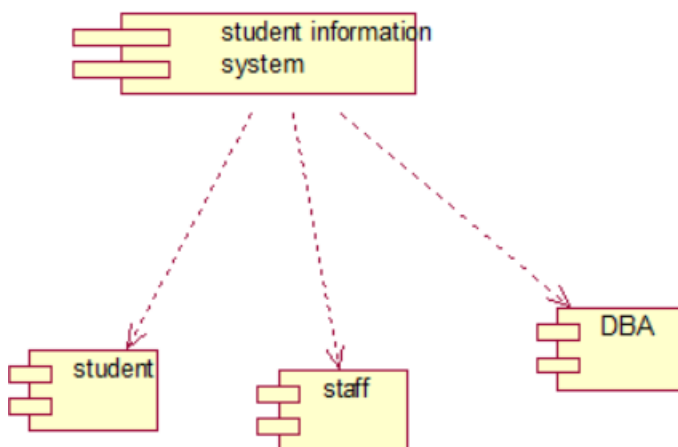 student information
system
student
staff
DBA